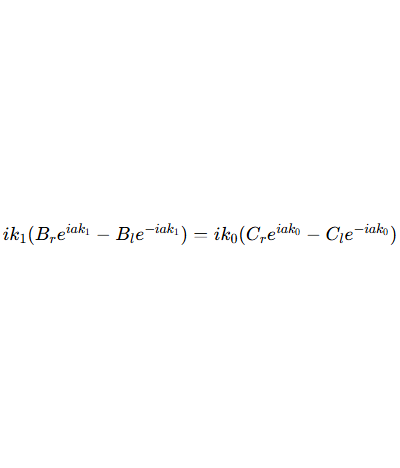 $ik_1(B_r e^{iak_1} - B_l e^{-iak_1}) = ik_0(C_r e^{iak_0} - C_l e^{-iak_0})$